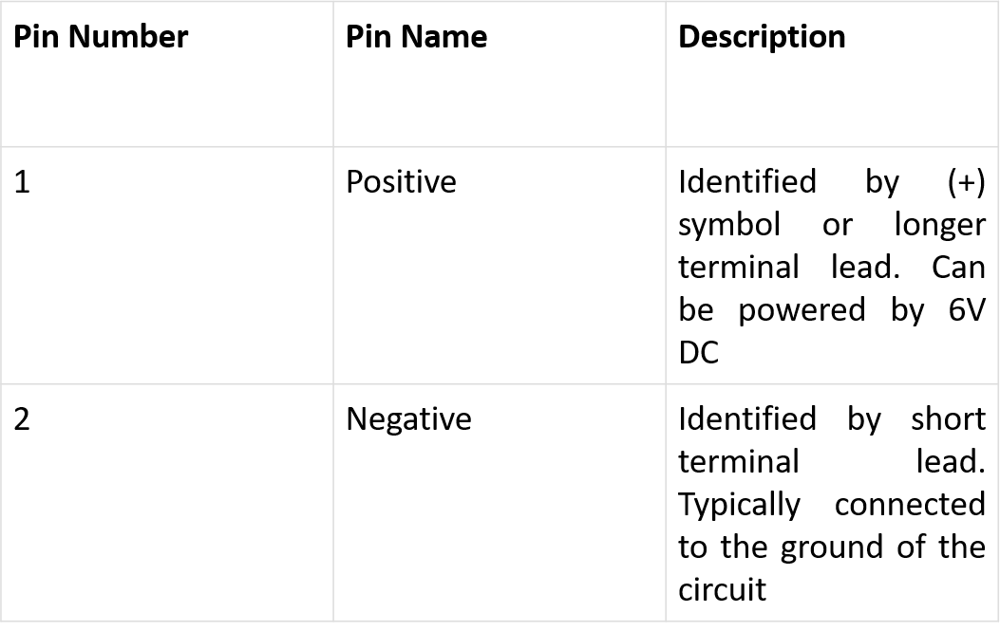 Pin Number Pin Name Description
1 Positive Identified by (+)
symbol or longer
terminal lead. Can
be powered by 6V
DC
2 Negative Identified by short
terminal lead.
Typically connected
to the ground of the
circuit